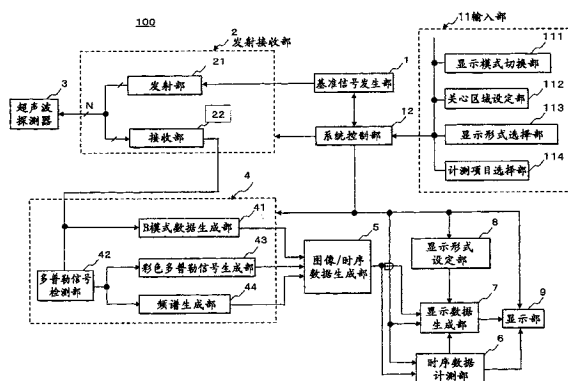 100
2
发射接收部
21
发射部
22
接收部
3
超声波
探测器
N
1
基准信号发生部
12
系统控制部
11输入部
111
显示模式切换部
112
关心区域设定部
113
显示形式选择部
114
计测项目选择部
4
41
B模式数据生成部
42
多普勒信号
检测部
43
彩色多普勒信号生成部
44
频谱生成部
5
图像/时序
数据生成部
8
显示形式
设定部
7
显示数据
生成部
9
显示部
6
时序数据
计测部